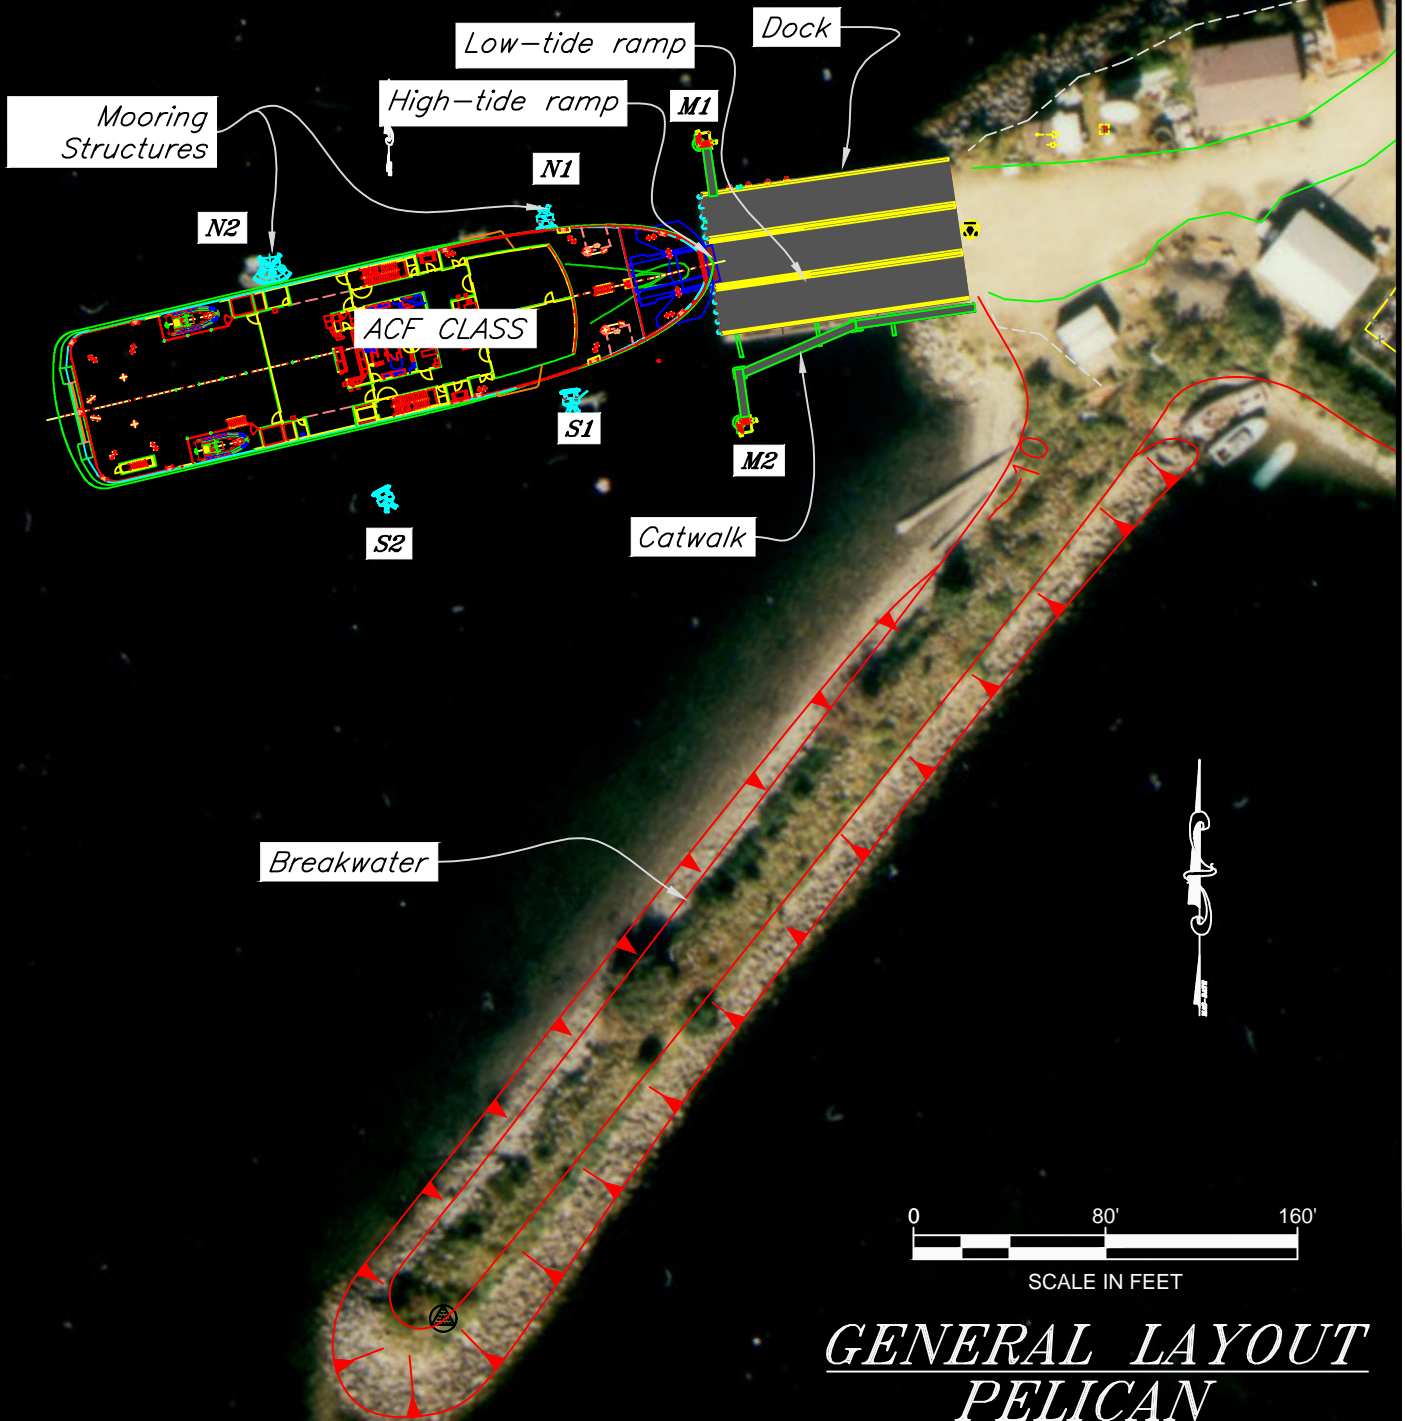 Dock
Low-tide ramp
High-tide ramp
M1
Mooring
Structures
N1
N2
ACF CLASS
S1
M2
S2
Catwalk
-10
Breakwater
0 80' 160'
SCALE IN FEET
GENERAL LAYOUT
PELICAN